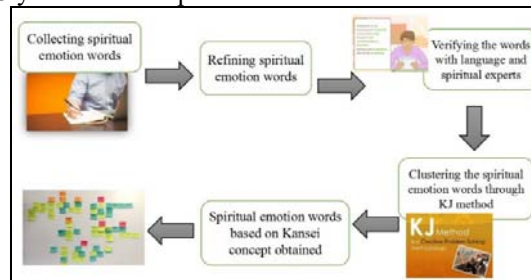 Collecting spiritual
emotion words
Refining spiritual
emotion words
Verifying the words
with language and
spiritual experts
Clustering the spiritual
emotion words through
KJ method
KJ Method
Spiritual emotion words
based on Kansei
concept obtained